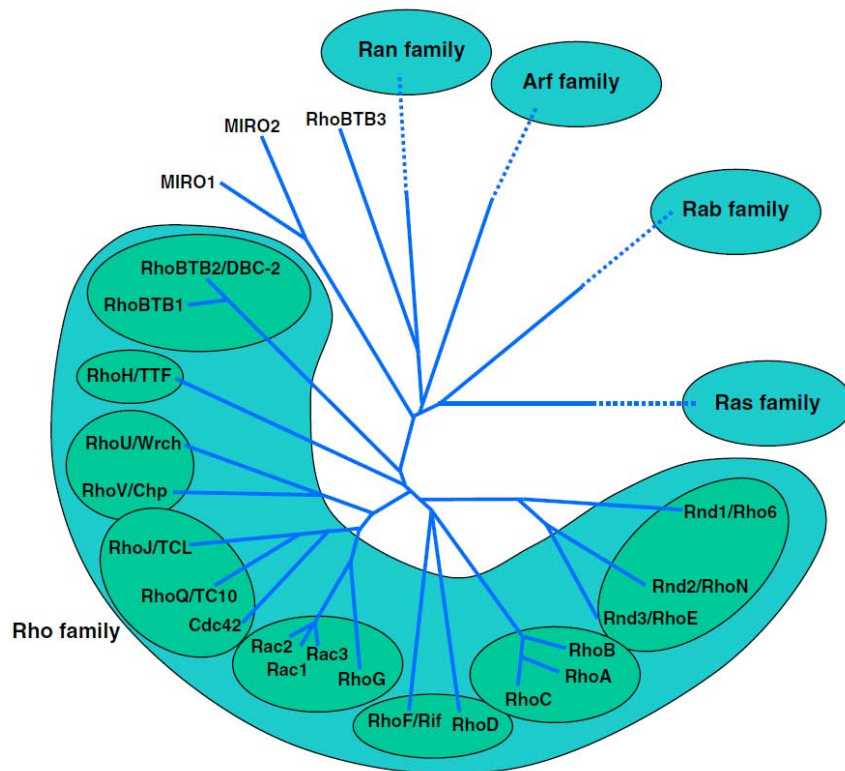 Ran family
Arf family
RhoBTB3
MIRO2
MIRO1
Rab family
RhoBTB2/DBC-2
RhoBTB1
RhoH/TTF
Ras family
RhoU/Wrch
RhoV/Chp
Rnd1/Rho6
RhoJ/TCL
RhoQ/TC10
Rnd2/RhoN
Rnd3/RhoE
Cdc42
Rho family
Rac2
Rac3
Rac1
RhoG
RhoB
RhoA
RhoC
RhoF/Rif
RhoD